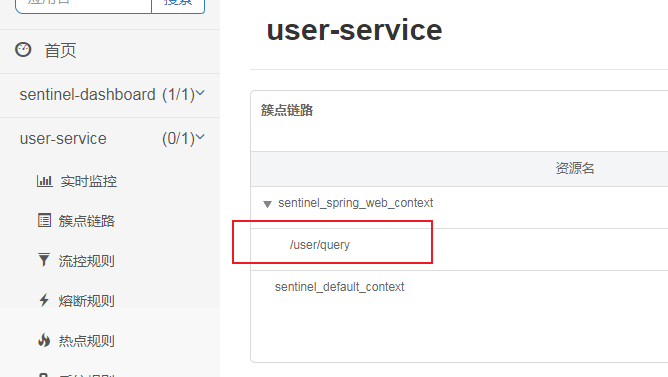 搜索
首页
sentinel-dashboard (1/1)
user-service (0/1)
实时监控
簇点链路
流控规则
熔断规则
热点规则
user-service
簇点链路
资源名
sentinel_spring_web_context
/user/query
sentinel_default_context